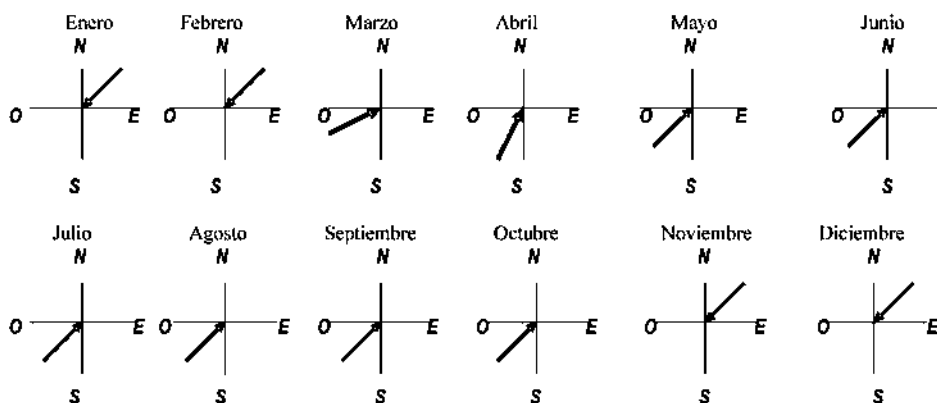 Enero Febrero Marzo Abril Mayo Junio
N N N N N N
O E O E O E O E O E O
S S S S S S
Julio Agosto Septiembre Octubre Noviembre Diciembre
N N N N N N
O E O E O E O E O E O E
S S S S S S